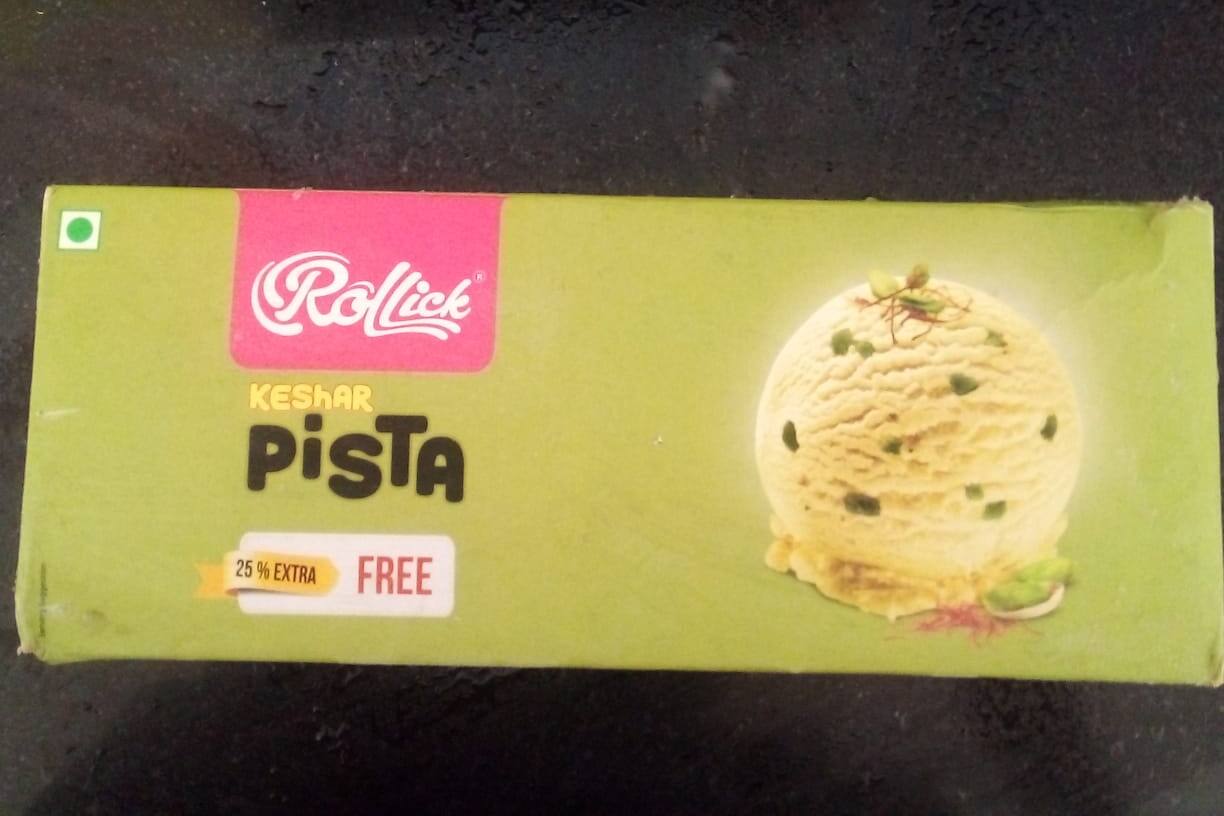 Rollick®
KEShAR
PiSTA
25 % EXTRA FREE